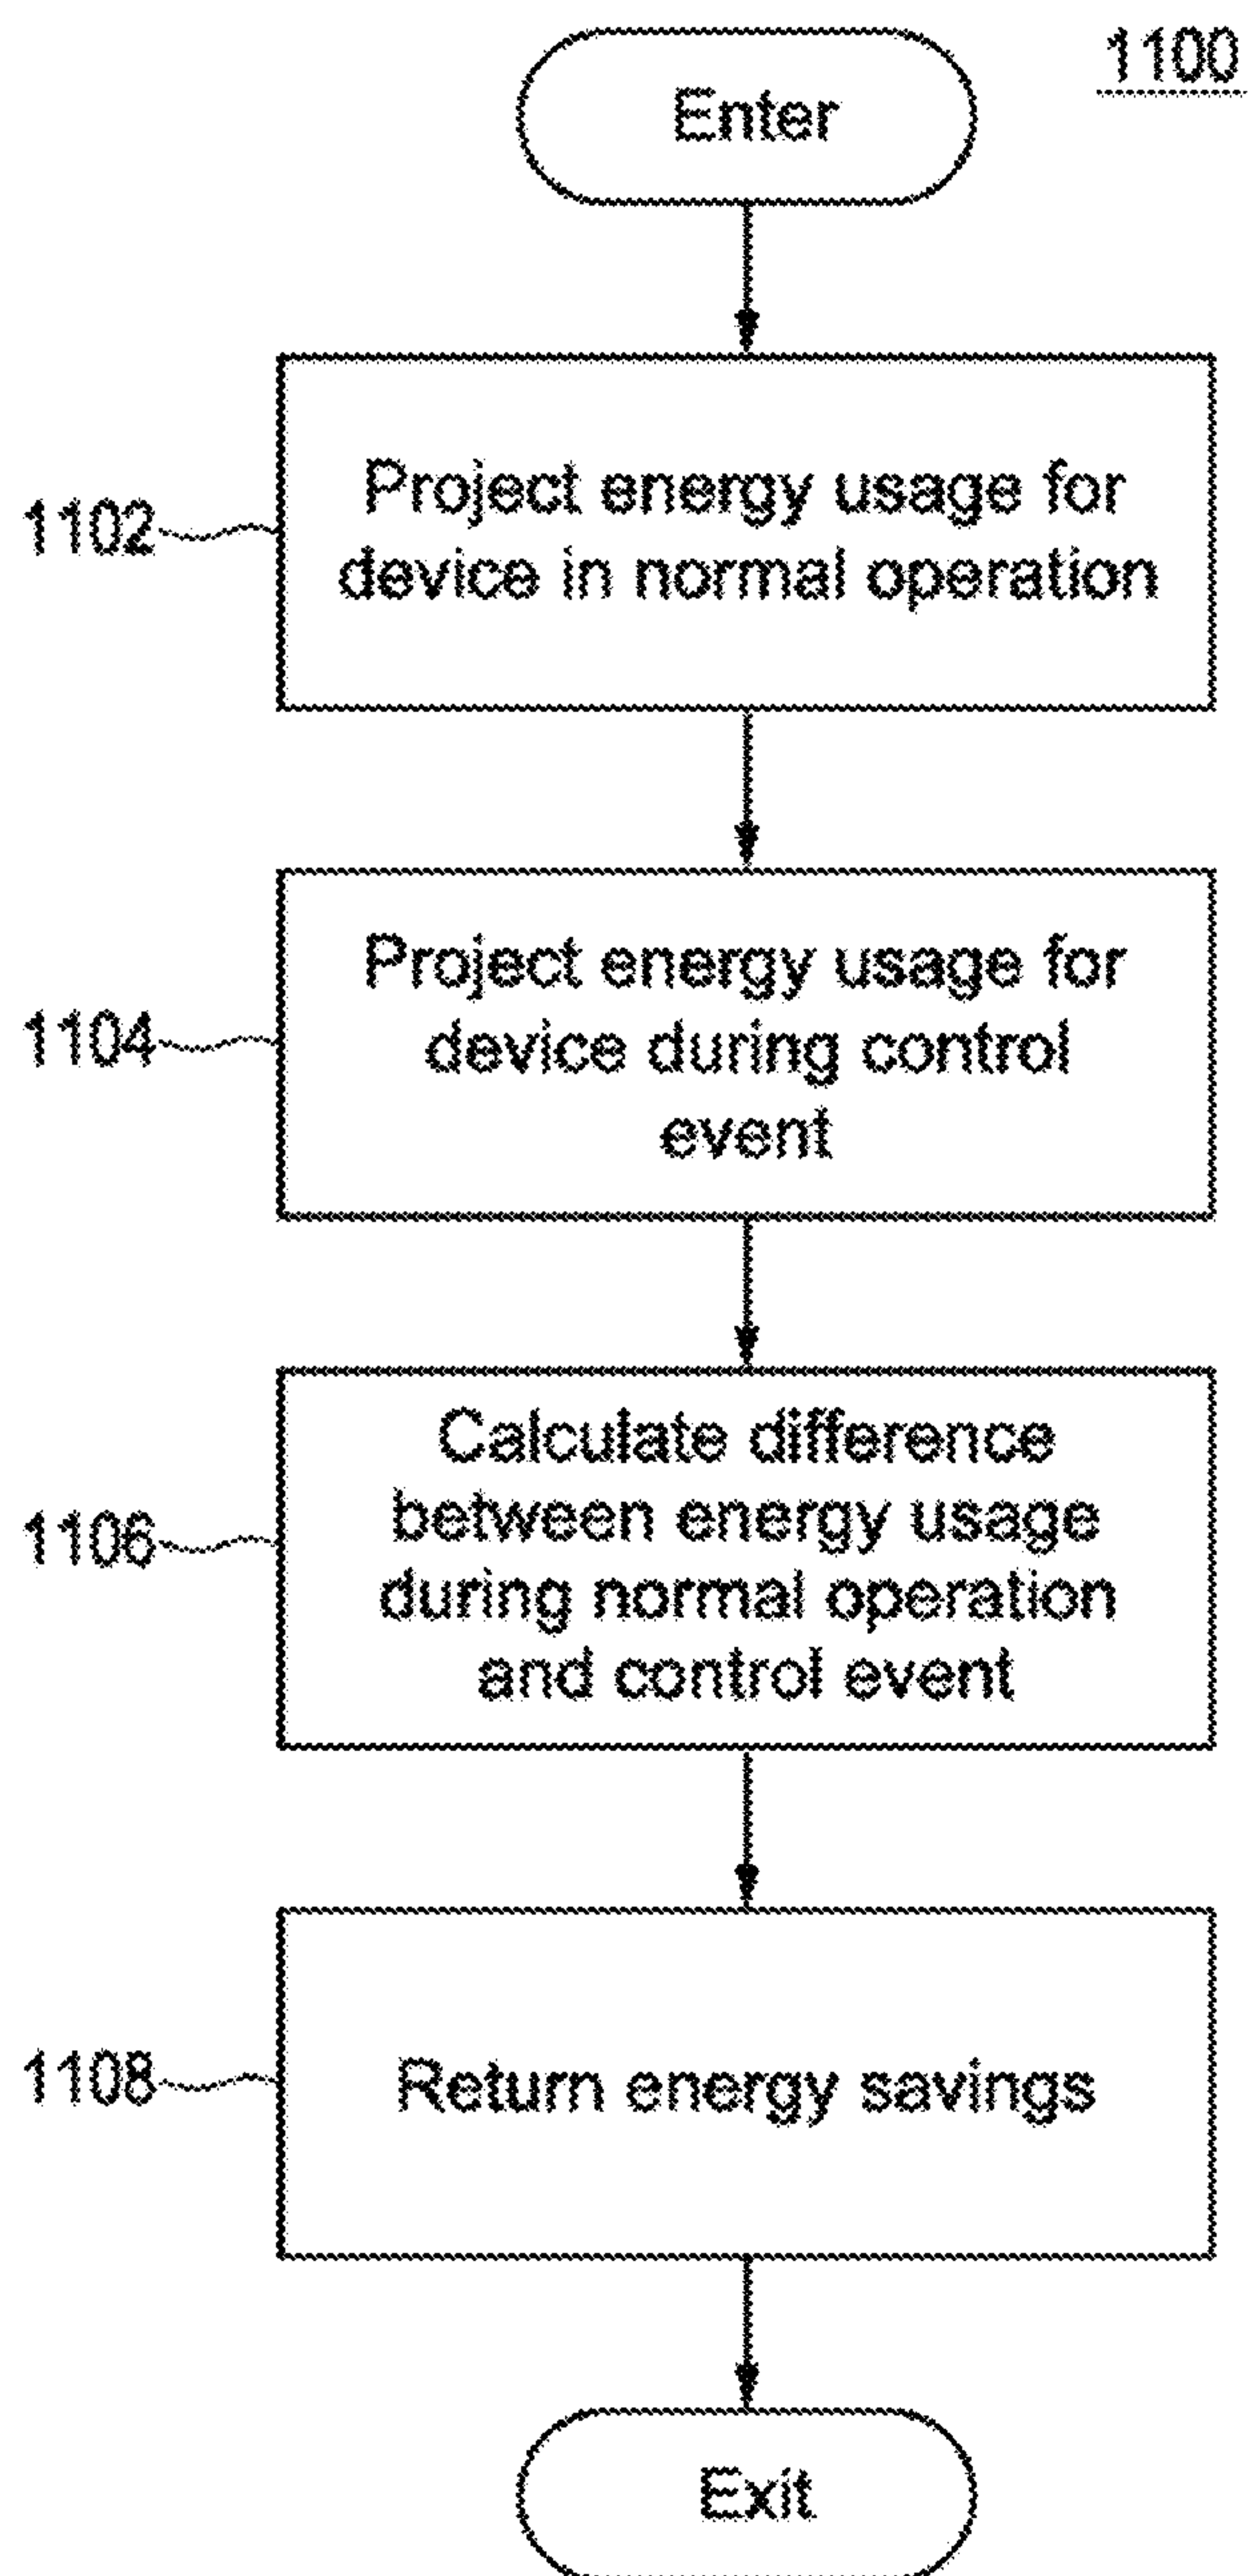 1100
Enter
1102
Project energy usage for
device in normal operation
1104
Project energy usage for
device during control
event
1106
Calculate difference
between energy usage
during normal operation
and control event
1108
Return energy savings
Exit